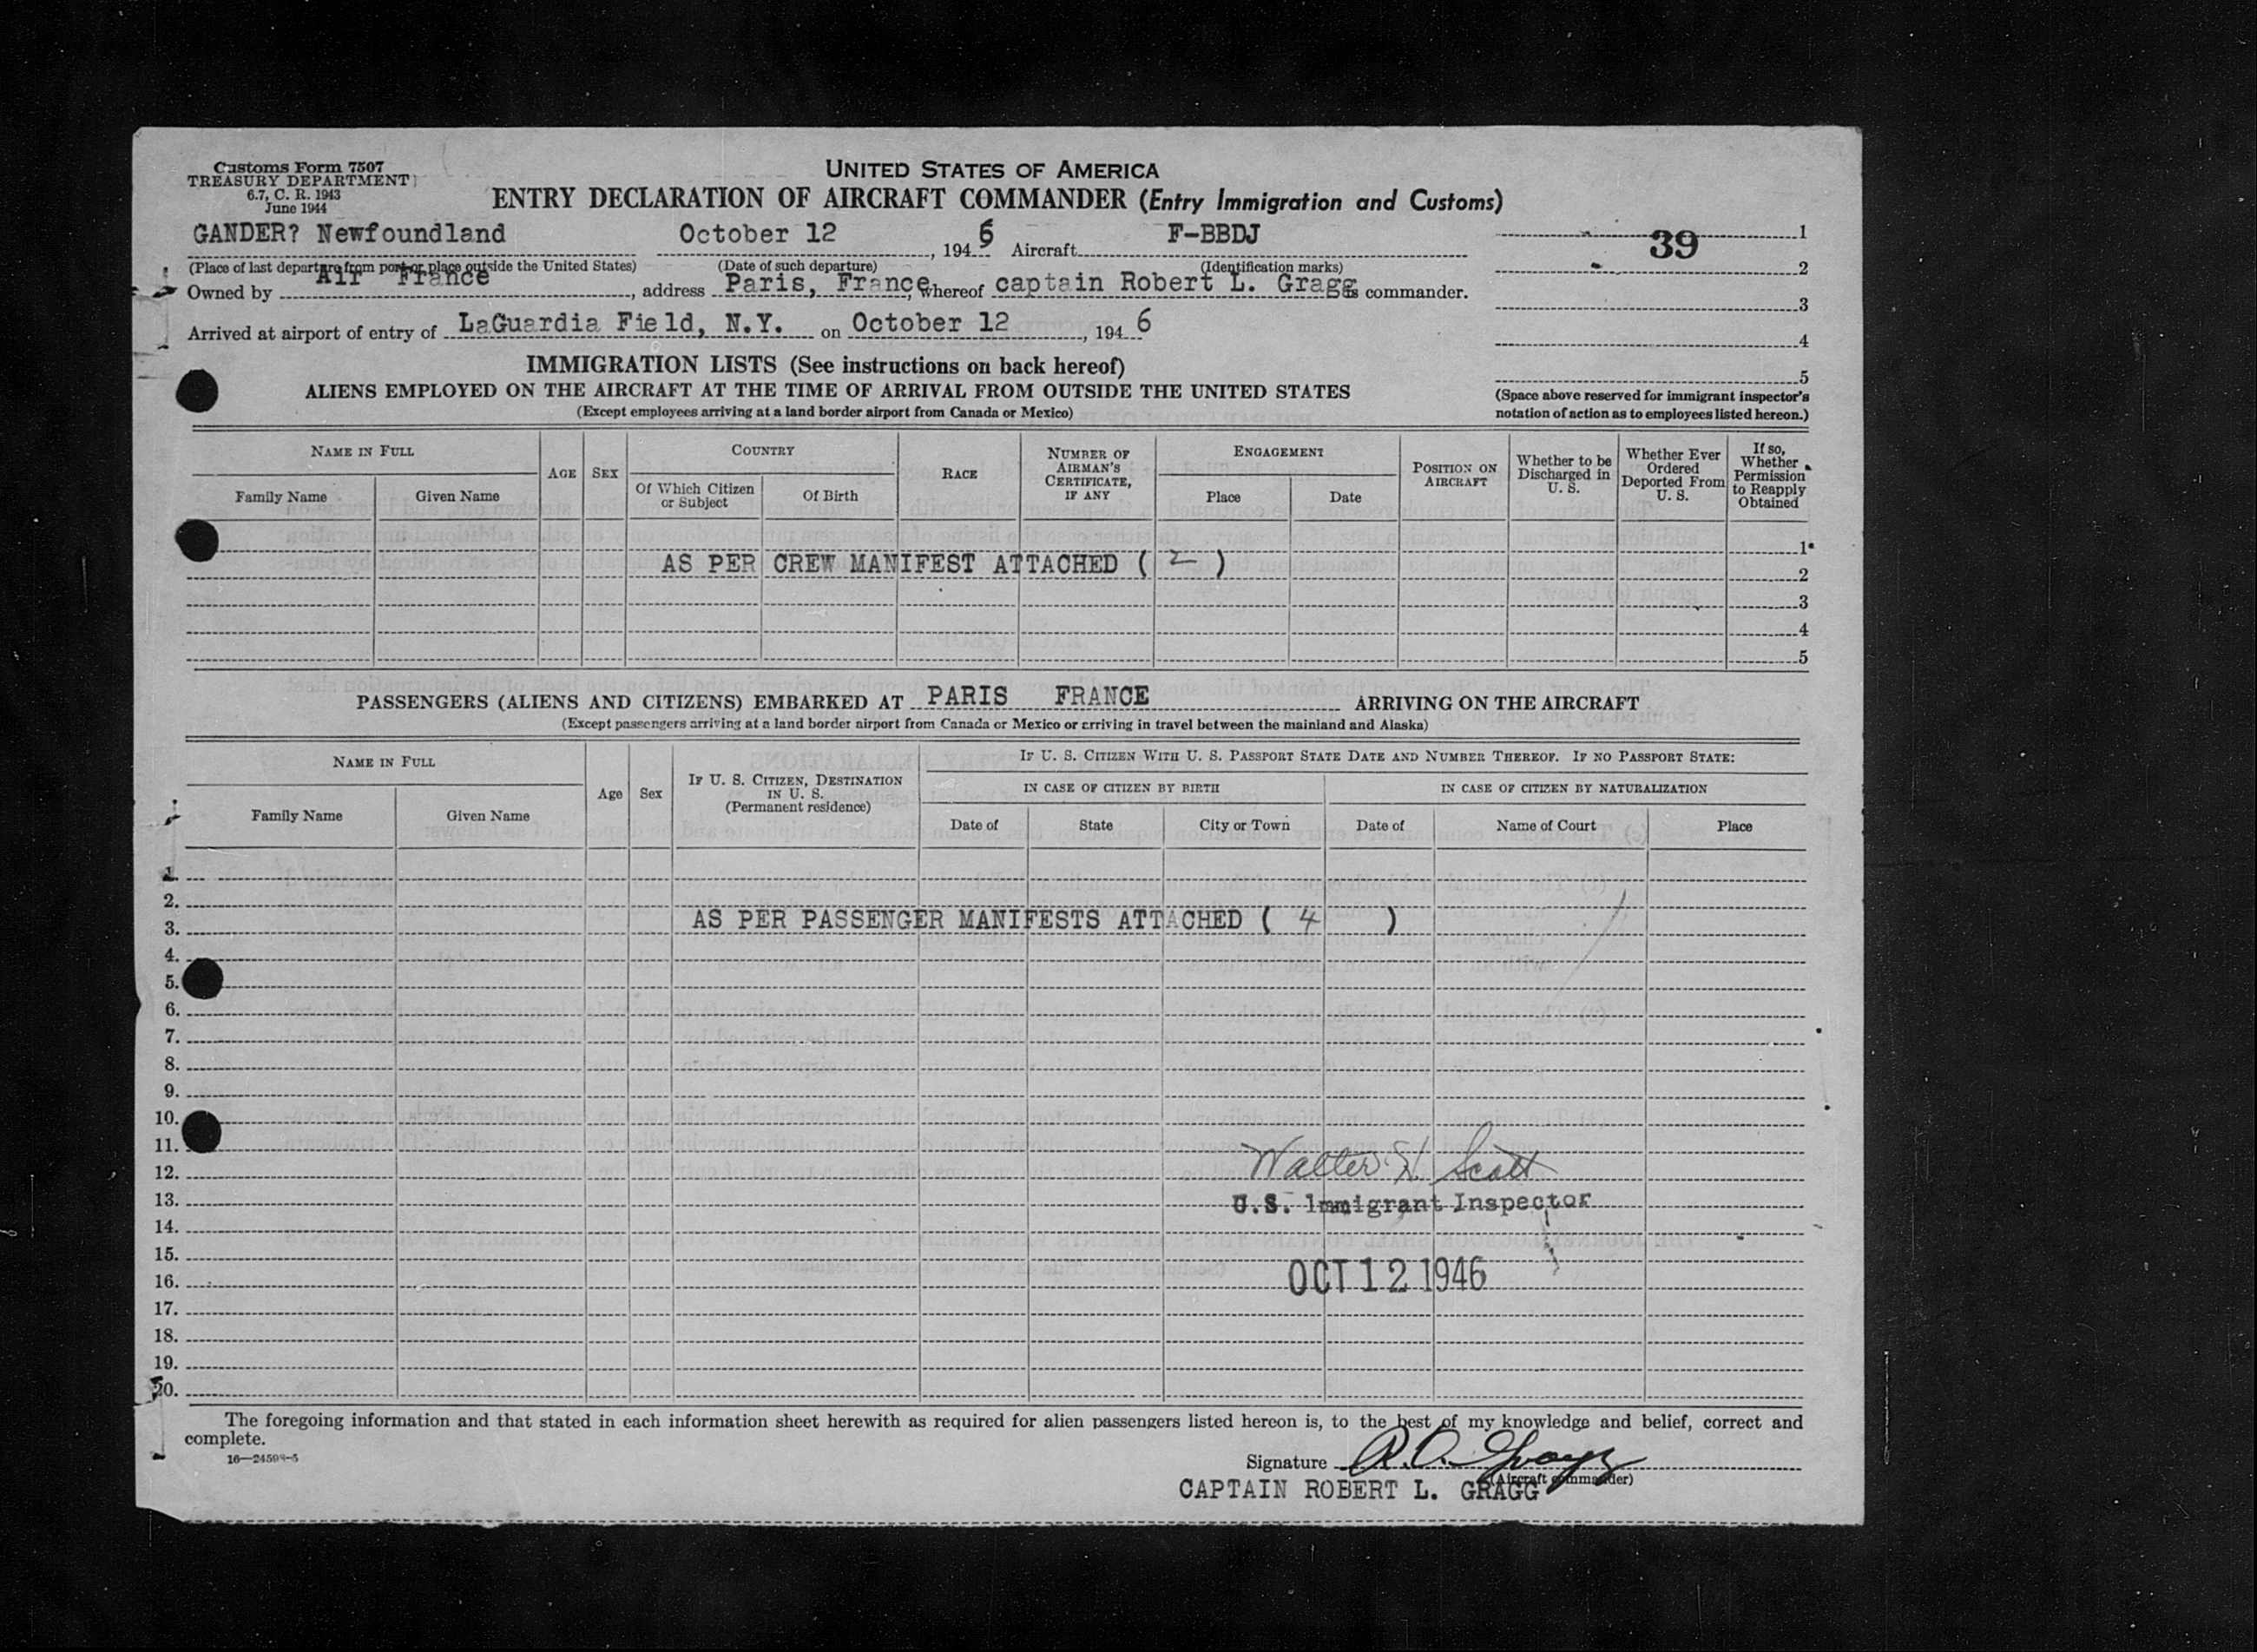 Customs Form 7507
TREASURY DEPARTMENT
6.7, C. R. 1943
June 1944
UNITED STATES OF AMERICA
ENTRY DECLARATION OF AIRCRAFT COMMANDER (Entry Immigration and Customs)
GANDER? Newfoundland October 12, 1946 Aircraft F-BBDJ
39
1
(Place of last departure from port or place outside the United States) (Date of such departure) (Identification marks)
2
Owned by Air France, address Paris, France, whereof captain Robert L. Gragg is commander.
3
Arrived at airport of entry of LaGuardia Field, N.Y. on October 12, 1946
4
5
IMMIGRATION LISTS (See instructions on back hereof)
ALIENS EMPLOYED ON THE AIRCRAFT AT THE TIME OF ARRIVAL FROM OUTSIDE THE UNITED STATES
(Except employees arriving at a land border airport from Canada or Mexico)
(Space above reserved for immigrant inspector's
notation of action as to employees listed hereon.)
NAME IN FULL
Family Name
Given Name
AGE
SEX
COUNTRY
Of Which Citizen
or Subject
Of Birth
RACE
NUMBER OF
AIRMAN'S
CERTIFICATE,
IF ANY
ENGAGEMENT
Place
Date
POSITION ON
AIRCRAFT
Whether to be
Discharged in
U. S.
Whether Ever
Ordered
Deported From
U. S.
If so,
Whether
Permission
to Reapply
Obtained
1
AS PER CREW MANIFEST ATTACHED ( 2 )
2
3
4
5
PASSENGERS (ALIENS AND CITIZENS) EMBARKED AT PARIS FRANCE ARRIVING ON THE AIRCRAFT
(Except passengers arriving at a land border airport from Canada or Mexico or arriving in travel between the mainland and Alaska)
NAME IN FULL
Family Name
Given Name
Age
Sex
IF U. S. CITIZEN, DESTINATION
IN U. S.
(Permanent residence)
IF U. S. CITIZEN WITH U. S. PASSPORT STATE DATE AND NUMBER THEREOF. IF NO PASSPORT STATE:
IN CASE OF CITIZEN BY BIRTH
IN CASE OF CITIZEN BY NATURALIZATION
Date of
State
City or Town
Date of
Name of Court
Place
1.
2.
3. AS PER PASSENGER MANIFESTS ATTACHED ( 4 )
4.
5.
6.
7.
8.
9.
10.
11.
12. Walter H. Scott
13. U.S. Immigrant Inspector
14.
15.
16. OCT 12 1946
17.
18.
19.
20.
The foregoing information and that stated in each information sheet herewith as required for alien passengers listed hereon is, to the best of my knowledge and belief, correct and
complete.
Signature
(Aircraft commander)
CAPTAIN ROBERT L. GRAGG